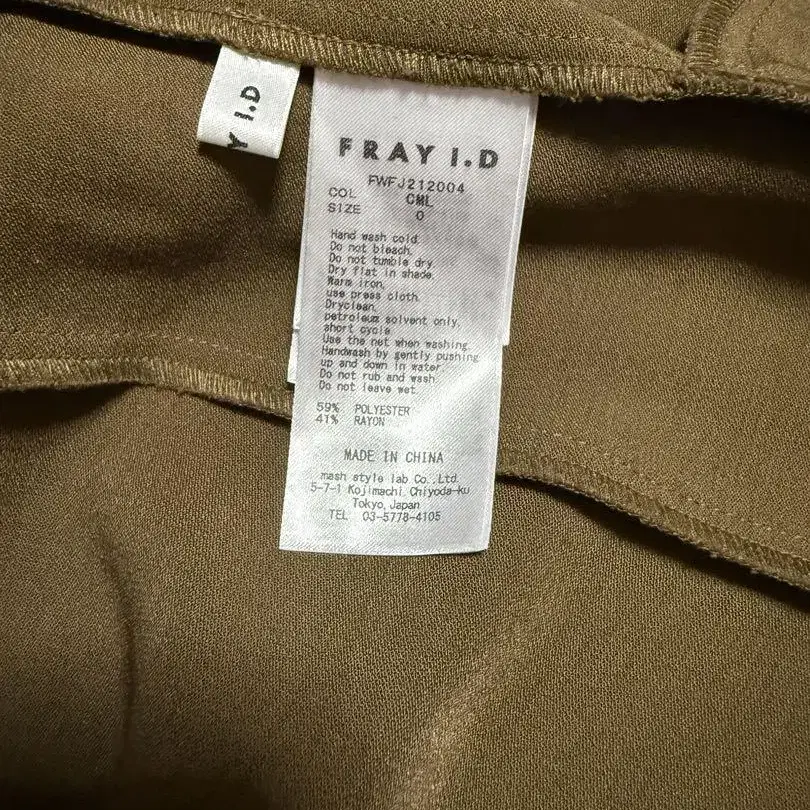 Y I.D
FRAY I.D
FWFJ212004
COL CML
SIZE 0
Hand wash cold.
Do not bleach.
Do not tumble dry.
Dry flat in shade.
Warm iron,
use press cloth.
Dryclean,
petroleum solvent only,
short cycle.
Use the net when washing.
Handwash by gently pushing
up and down in water.
Do not rub and wash.
Do not leave wet.
59% POLYESTER
41% RAYON
MADE IN CHINA
mash style lab Co., Ltd.
5-7-1 Kojimachi, Chiyoda-ku
Tokyo, Japan
TEL 03-5778-4105